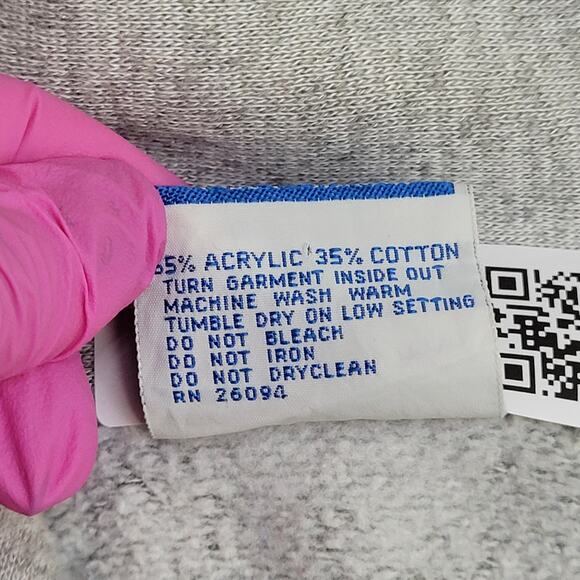 65% ACRYLIC 35% COTTON
TURN GARMENT INSIDE OUT
MACHINE WASH WARM
TUMBLE DRY ON LOW SETTING
DO NOT BLEACH
DO NOT IRON
DO NOT DRYCLEAN
RN 26094